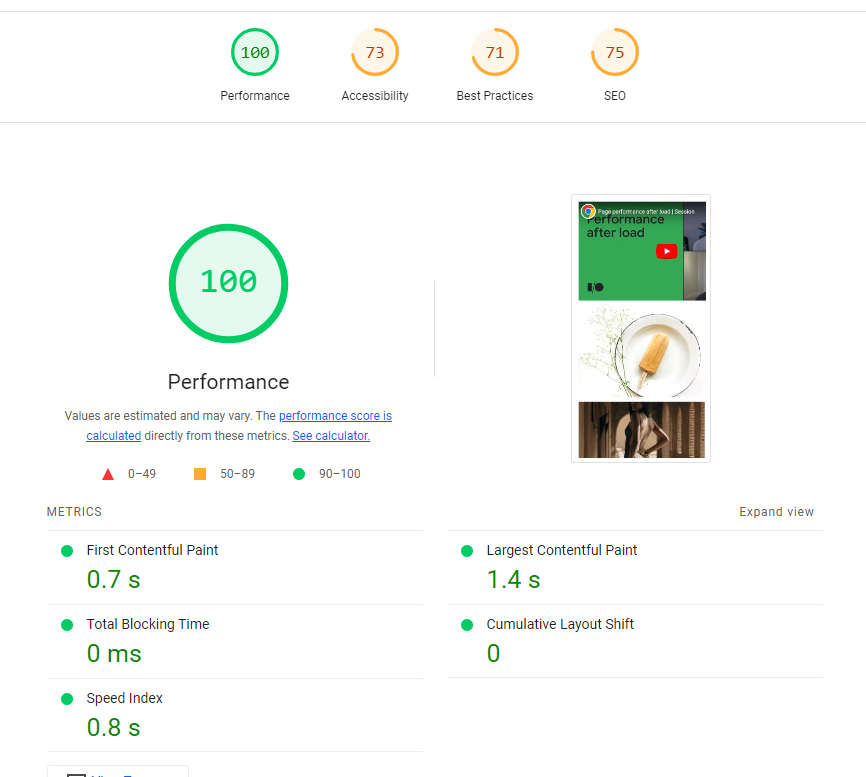 100
73
71
75
Performance
Accessibility
Best Practices
SEO
Page performance after load | Session
Performance
after load
100
Performance
Values are estimated and may vary. The performance score is
calculated directly from these metrics. See calculator.
0–49
50–89
90–100
METRICS
Expand view
First Contentful Paint
0.7 s
Largest Contentful Paint
1.4 s
Total Blocking Time
0 ms
Cumulative Layout Shift
0
Speed Index
0.8 s